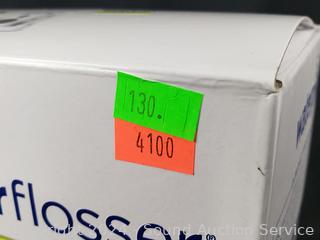 130.
4100
rflosser®
Sound Auction Service